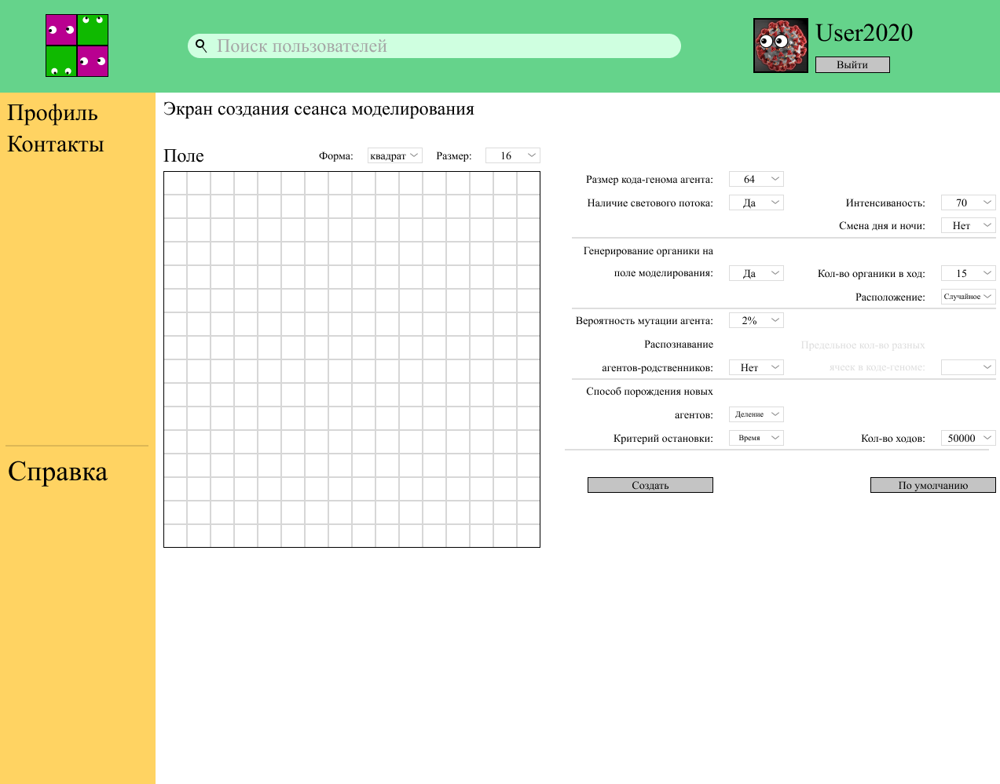 Поиск пользователей
User2020
Выйти
Профиль
Контакты
Справка
Экран создания сеанса моделирования
Поле
Форма: квадрат Размер: 16
Размер кода-генома агента: 64
Наличие светового потока: Да Интенсиваность: 70
Смена дня и ночи: Нет
Генерирование органики на
поле моделирования: Да Кол-во органики в ход: 15
Расположение: Случайное
Вероятность мутации агента: 2%
Распознавание Предельное кол-во разных
агентов-родственников: Нет ячеек в коде-геноме:
Способ порождения новых
агентов: Деление
Критерий остановки: Время Кол-во ходов: 50000
Создать По умолчанию